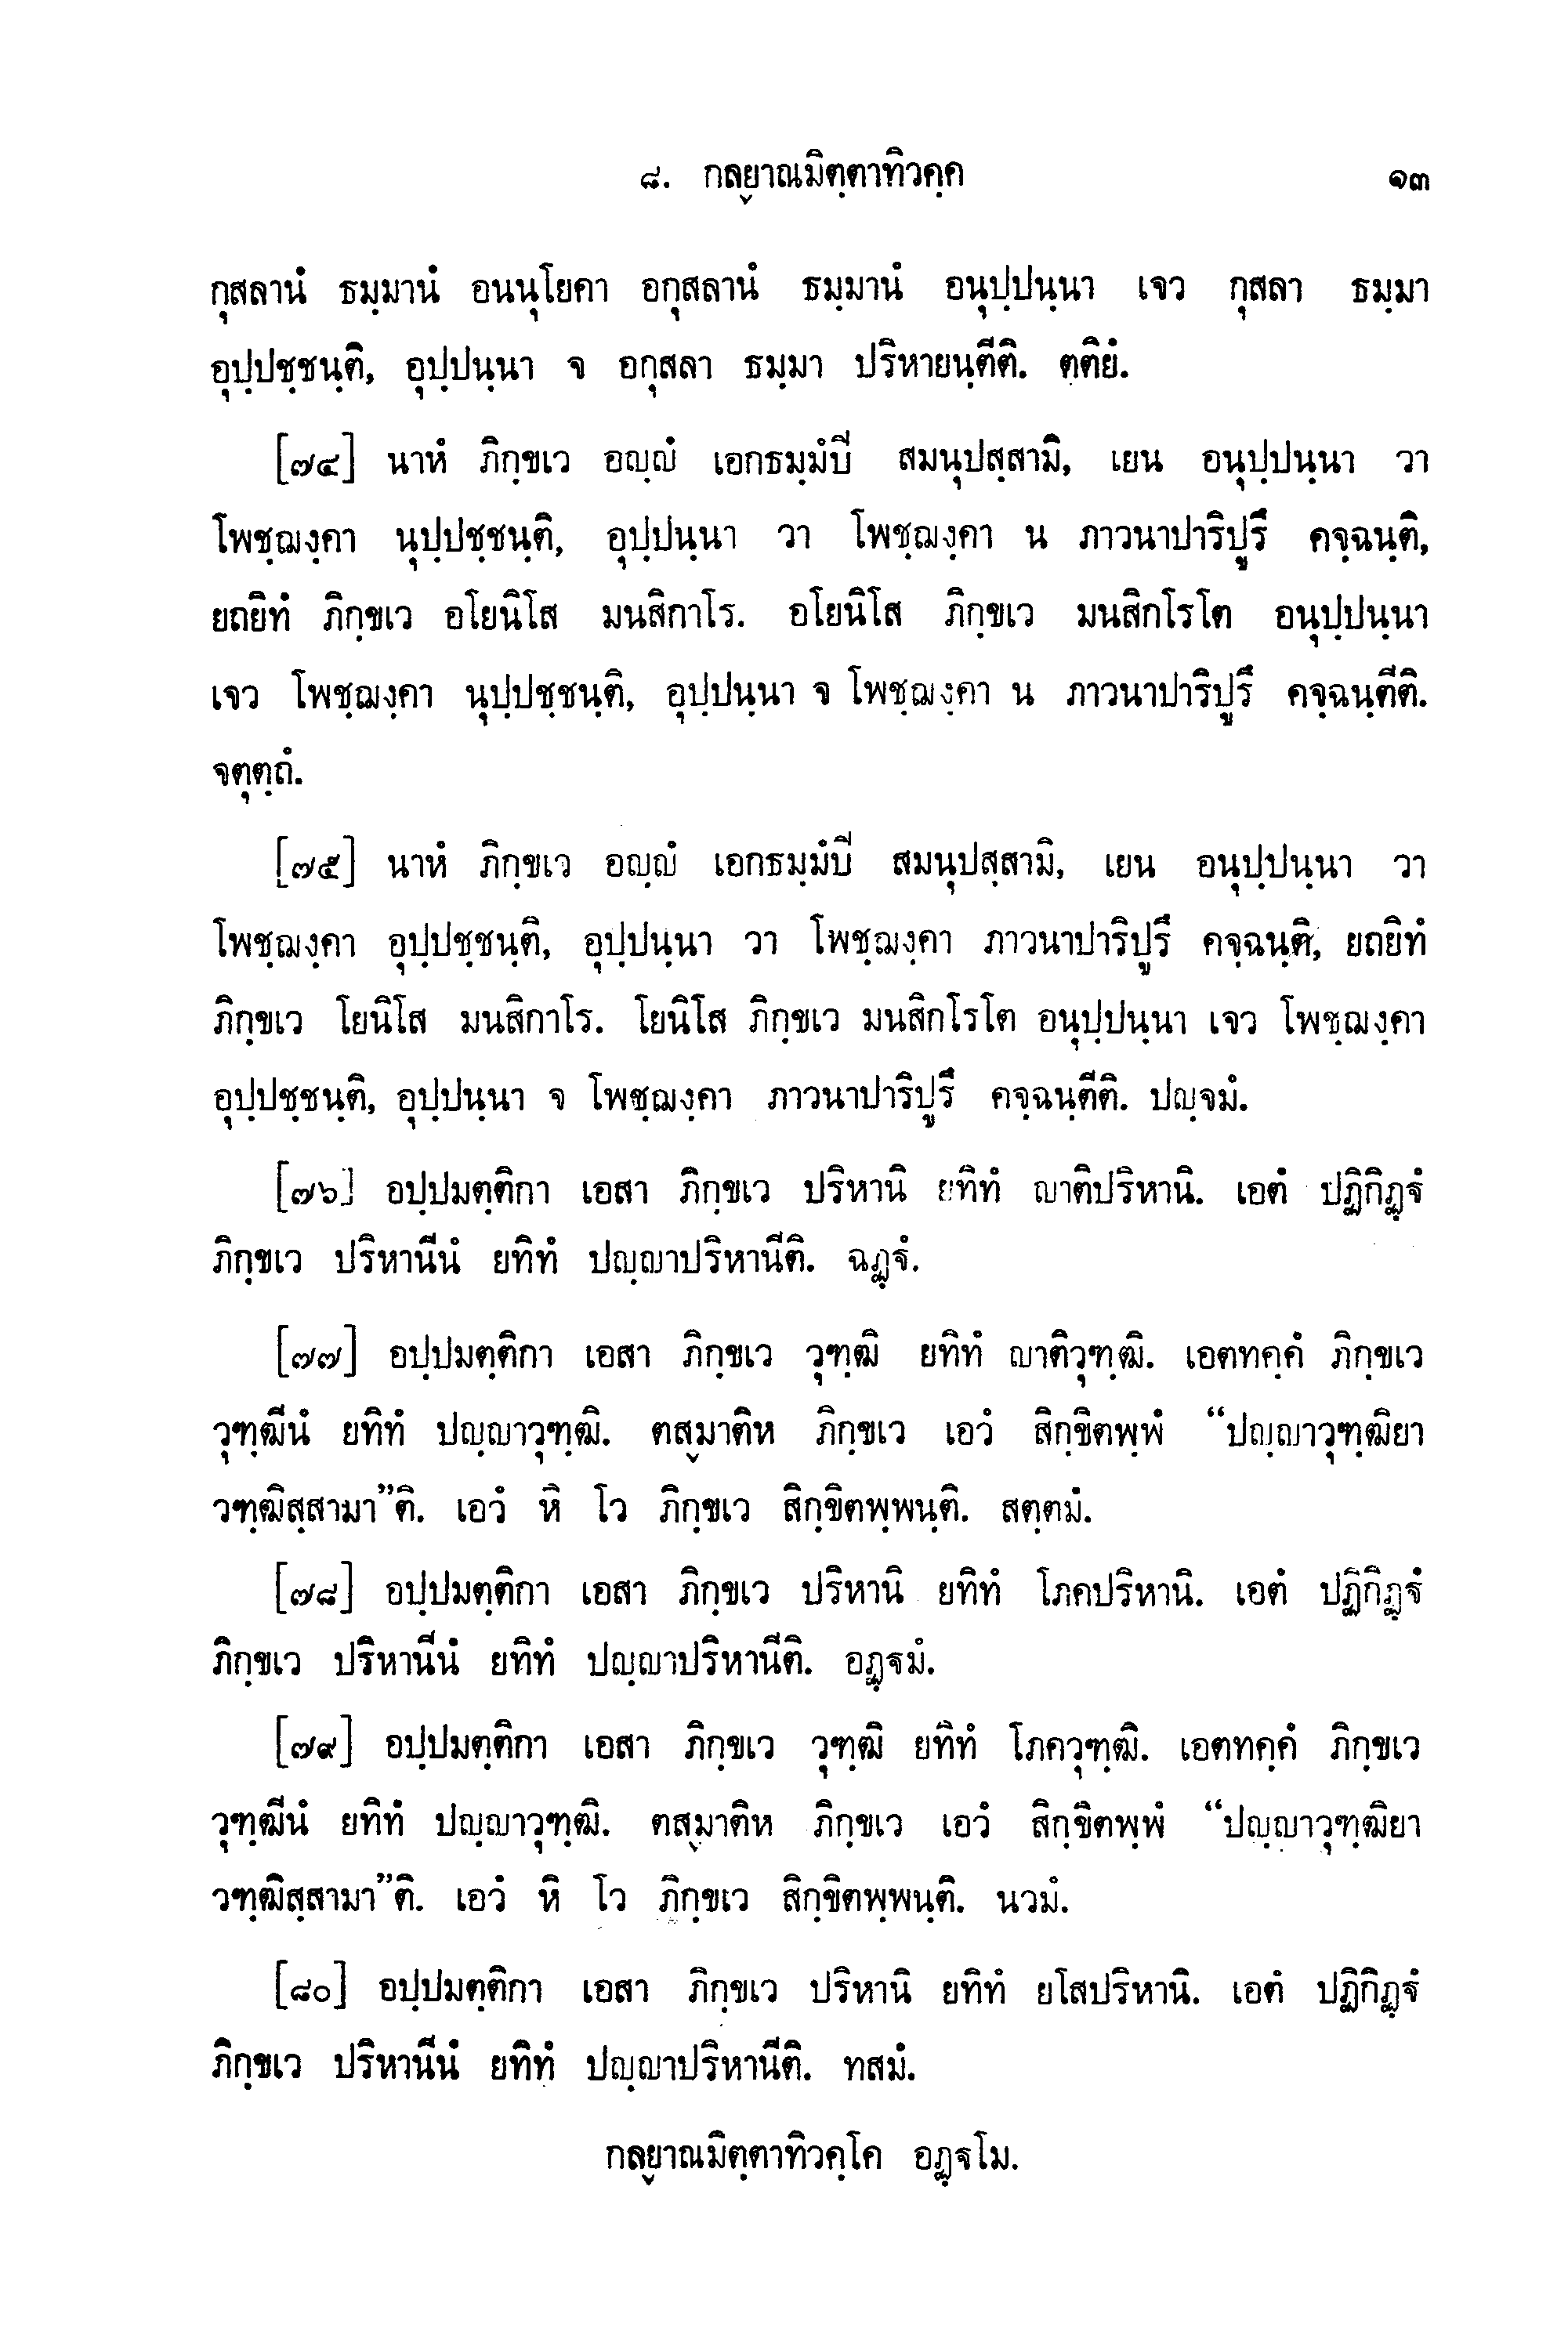 ๘. กลฺยาณมิตฺตาทิวคฺค ๑๓
กุสลานํ ธมฺมานํ อนนุโยคา อกุสลานํ ธมฺมานํ อนุปฺปนฺนา เจว กุสลา ธมฺมา
อุปฺปชฺชนฺติ, อุปฺปนฺนา จ อกุสลา ธมฺมา ปริหายนฺตีติ. ตติยํ.
[๗๔] นาหํ ภิกฺขเว อญฺญํ เอกธมฺมํปี สมนุปสฺสามิ, เยน อนุปฺปนฺนา วา
โพชฺฌงฺคา นุปฺปชฺชนฺติ, อุปฺปนฺนา วา โพชฺฌงฺคา น ภาวนาปาริปูรึ คจฺฉนฺติ,
ยถยิทํ ภิกฺขเว อโยนิโส มนสิกาโร. อโยนิโส ภิกฺขเว มนสิกโรโต อนุปฺปนฺนา
เจว โพชฺฌงฺคา นุปฺปชฺชนฺติ, อุปฺปนฺนา จ โพชฺฌงฺคา น ภาวนาปาริปูรึ คจฺฉนฺตีติ.
จตุตฺถํ.
[๗๕] นาหํ ภิกฺขเว อญฺญํ เอกธมฺมํปี สมนุปสฺสามิ, เยน อนุปฺปนฺนา วา
โพชฺฌงฺคา อุปฺปชฺชนฺติ, อุปฺปนฺนา วา โพชฺฌงฺคา ภาวนาปาริปูรึ คจฺฉนฺติ, ยถยิทํ
ภิกฺขเว โยนิโส มนสิกาโร. โยนิโส ภิกฺขเว มนสิกโรโต อนุปฺปนฺนา เจว โพชฺฌงฺคา
อุปฺปชฺชนฺติ, อุปฺปนฺนา จ โพชฺฌงฺคา ภาวนาปาริปูรึ คจฺฉนฺตีติ. ปญฺจมํ.
[๗๖] อปฺปมตฺติกา เอสา ภิกฺขเว ปริหานิ ยทิทํ ญาติปริหานิ. เอตํ ปฏิกิฏฺฐํ
ภิกฺขเว ปริหานีนํ ยทิทํ ปญฺญาปริหานีติ. ฉฏฺฐํ.
[๗๗] อปฺปมตฺติกา เอสา ภิกฺขเว วุฑฺฒิ ยทิทํ ญาติวุฑฺฒิ. เอตทคฺคํ ภิกฺขเว
วุฑฺฒีนํ ยทิทํ ปญฺญาวุฑฺฒิ. ตสฺมาติห ภิกฺขเว เอวํ สิกฺขิตพฺพํ “ปญฺญาวุฑฺฒิยา
วฑฺฒิสฺสามา”ติ. เอวํ หิ โว ภิกฺขเว สิกฺขิตพฺพนฺติ. สตฺตมํ.
[๗๘] อปฺปมตฺติกา เอสา ภิกฺขเว ปริหานิ ยทิทํ โภคปริหานิ. เอตํ ปฏิกิฏฺฐํ
ภิกฺขเว ปริหานีนํ ยทิทํ ปญฺญาปริหานีติ. อฏฺฐมํ.
[๗๙] อปฺปมตฺติกา เอสา ภิกฺขเว วุฑฺฒิ ยทิทํ โภควุฑฺฒิ. เอตทคฺคํ ภิกฺขเว
วุฑฺฒีนํ ยทิทํ ปญฺญาวุฑฺฒิ. ตสฺมาติห ภิกฺขเว เอวํ สิกฺขิตพฺพํ “ปญฺญาวุฑฺฒิยา
วฑฺฒิสฺสามา”ติ. เอวํ หิ โว ภิกฺขเว สิกฺขิตพฺพนฺติ. นวมํ.
[๘๐] อปฺปมตฺติกา เอสา ภิกฺขเว ปริหานิ ยทิทํ ยโสปริหานิ. เอตํ ปฏิกิฏฺฐํ
ภิกฺขเว ปริหานีนํ ยทิทํ ปญฺญาปริหานีติ. ทสมํ.
กลฺยาณมิตฺตาทิวคฺโค อฏฺฐโม.